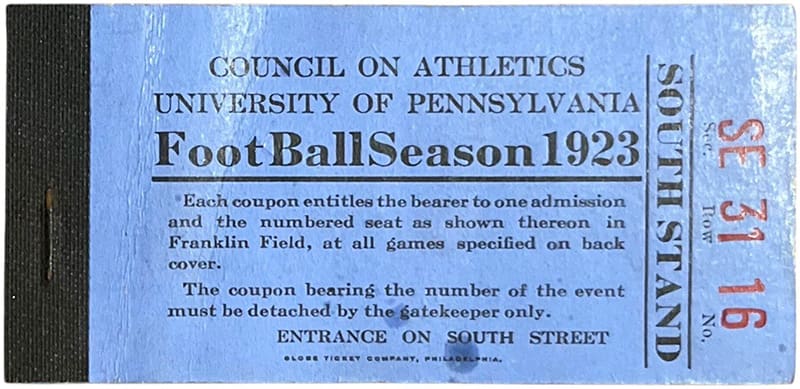 COUNCIL ON ATHLETICS
UNIVERSITY OF PENNSYLVANIA
FootBallSeason 1923
Each coupon entitles the bearer to one admission
and the numbered seat as shown thereon in
Franklin Field, at all games specified on back
cover.
The coupon bearing the number of the event
must be detached by the gatekeeper only.
ENTRANCE ON SOUTH STREET
GLOBE TICKET COMPANY, PHILADELPHIA.
SOUTH STAND
SE 31 16
Sec. Row No.